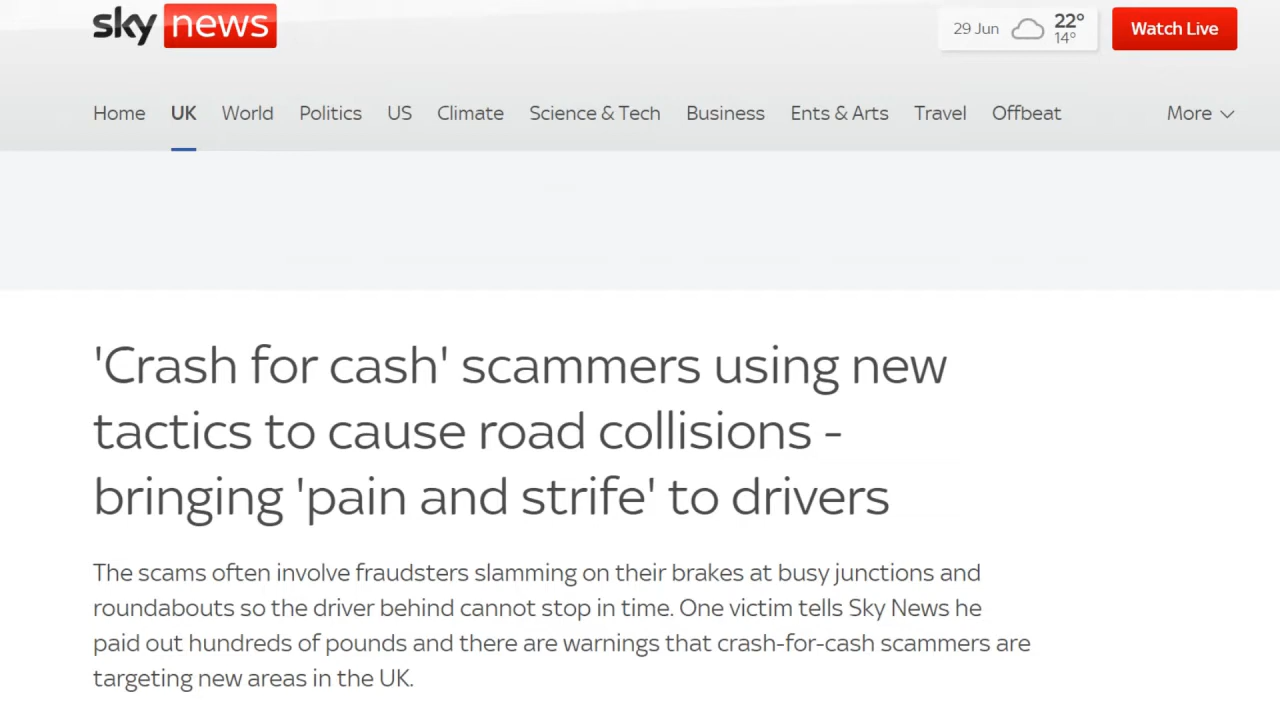 sky news
29 Jun 22° 14° Watch Live
Home UK World Politics US Climate Science & Tech Business Ents & Arts Travel Offbeat More
'Crash for cash' scammers using new
tactics to cause road collisions -
bringing 'pain and strife' to drivers
The scams often involve fraudsters slamming on their brakes at busy junctions and
roundabouts so the driver behind cannot stop in time. One victim tells Sky News he
paid out hundreds of pounds and there are warnings that crash-for-cash scammers are
targeting new areas in the UK.